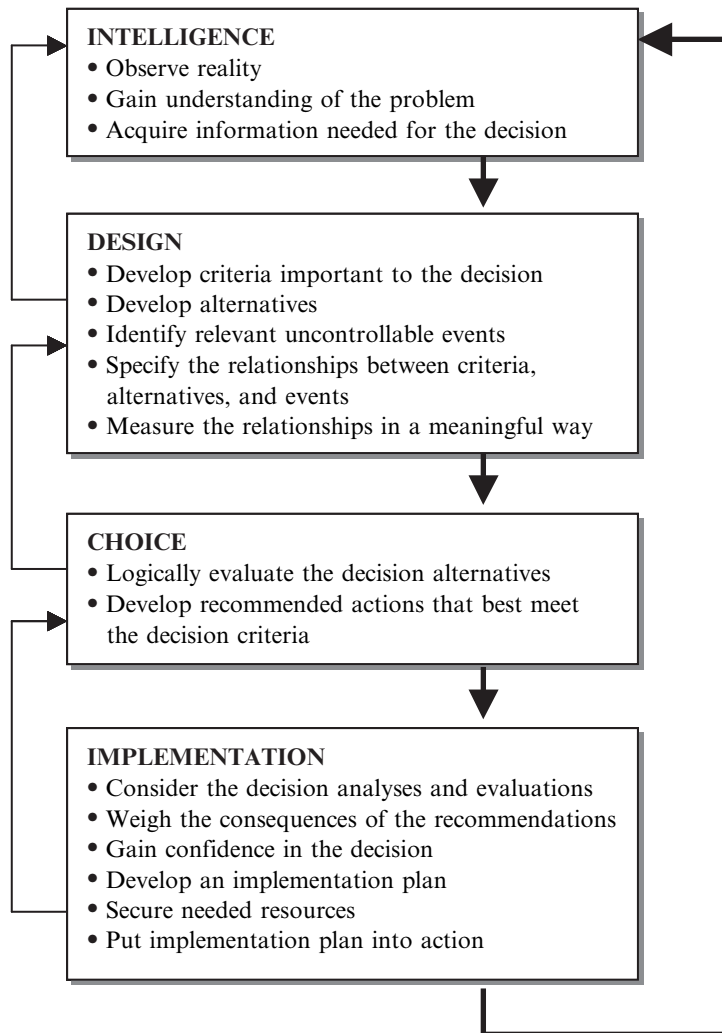 INTELLIGENCE
• Observe reality
• Gain understanding of the problem
• Acquire information needed for the decision
DESIGN
• Develop criteria important to the decision
• Develop alternatives
• Identify relevant uncontrollable events
• Specify the relationships between criteria,
alternatives, and events
• Measure the relationships in a meaningful way
CHOICE
• Logically evaluate the decision alternatives
• Develop recommended actions that best meet
the decision criteria
IMPLEMENTATION
• Consider the decision analyses and evaluations
• Weigh the consequences of the recommendations
• Gain confidence in the decision
• Develop an implementation plan
• Secure needed resources
• Put implementation plan into action